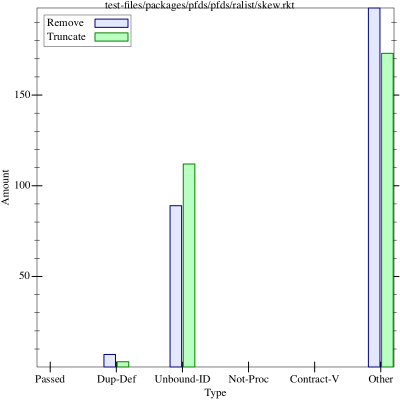 test-files/packages/pfds/pfds/ralist/skew.rkt
Remove
Truncate
150
100
50
Amount
Passed Dup-Def Unbound-ID Not-Proc Contract-V Other
Type